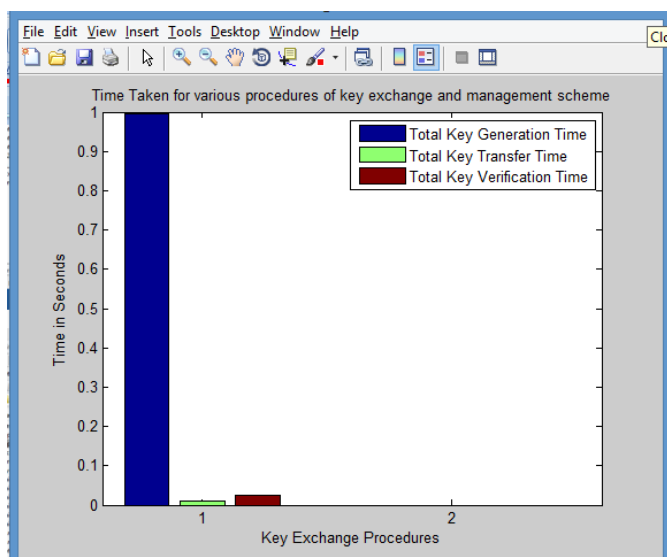 File Edit View Insert Tools Desktop Window Help
Clo
Time Taken for various procedures of key exchange and management scheme
Total Key Generation Time
Total Key Transfer Time
Total Key Verification Time
1
0.9
0.8
0.7
0.6
0.5
0.4
0.3
0.2
0.1
0
Time in Seconds
1 2
Key Exchange Procedures